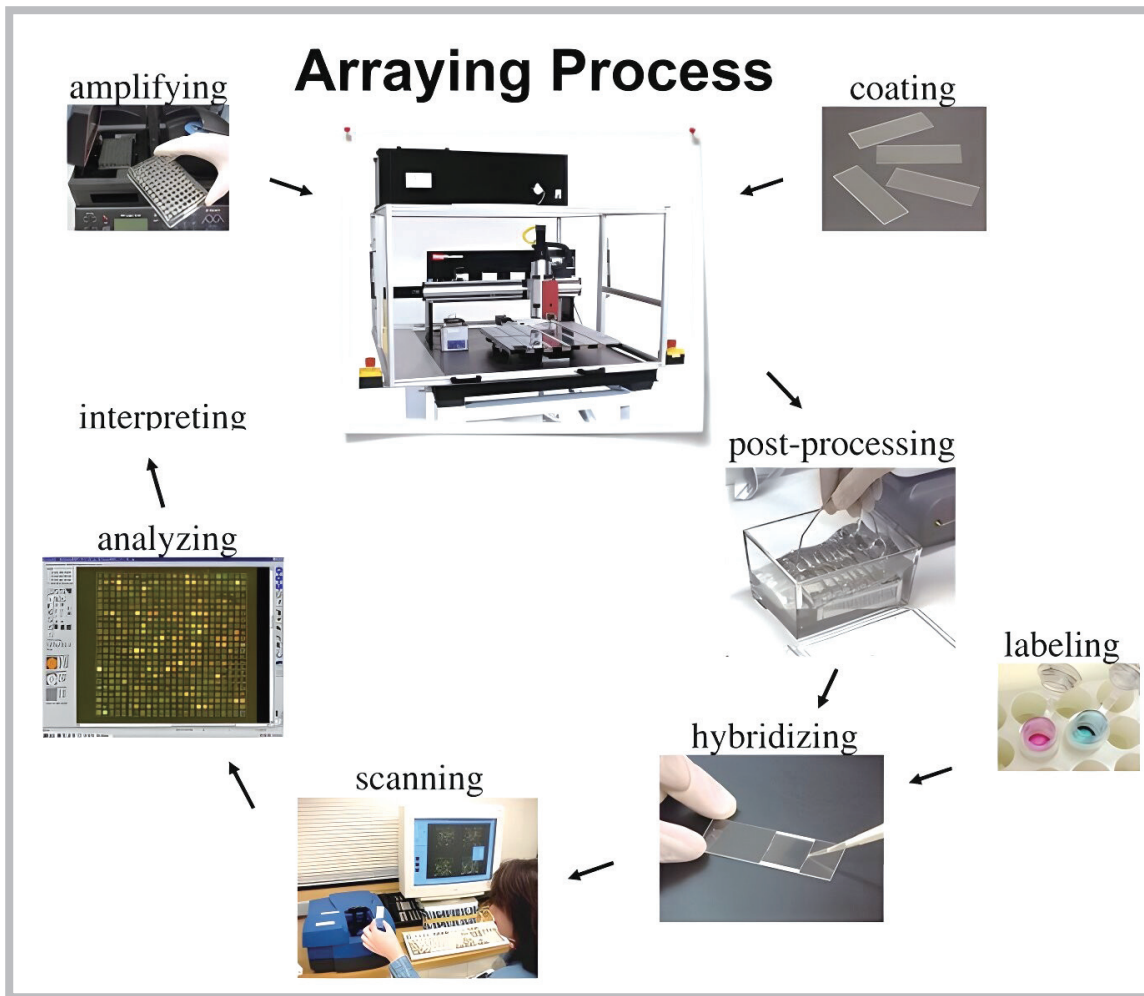 Arraying Process
amplifying
coating
post-processing
labeling
hybridizing
scanning
analyzing
interpreting